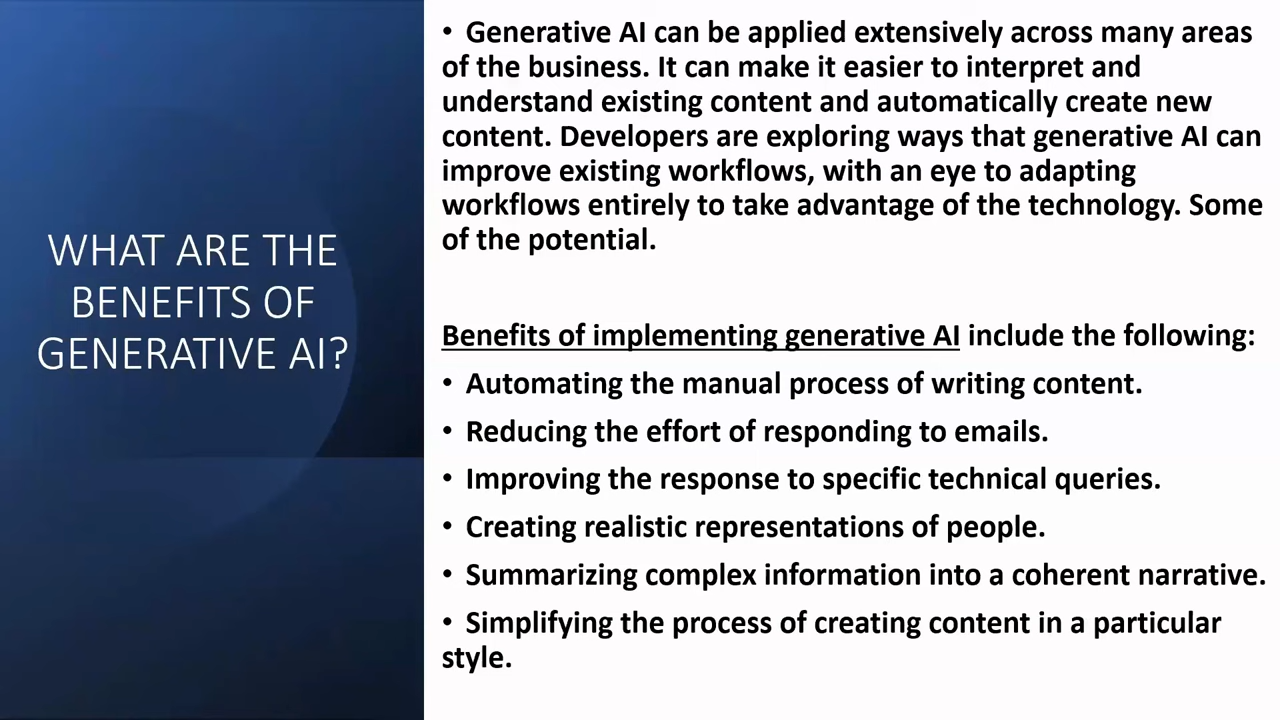 WHAT ARE THE
BENEFITS OF
GENERATIVE AI?
• Generative AI can be applied extensively across many areas
of the business. It can make it easier to interpret and
understand existing content and automatically create new
content. Developers are exploring ways that generative AI can
improve existing workflows, with an eye to adapting
workflows entirely to take advantage of the technology. Some
of the potential.
Benefits of implementing generative AI include the following:
• Automating the manual process of writing content.
• Reducing the effort of responding to emails.
• Improving the response to specific technical queries.
• Creating realistic representations of people.
• Summarizing complex information into a coherent narrative.
• Simplifying the process of creating content in a particular
style.